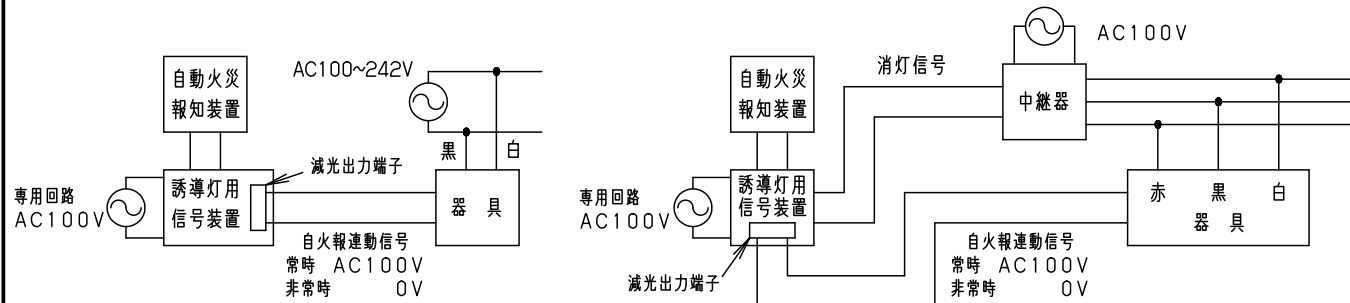 自動火災
報知装置
AC100~242V
黒
白
減光出力端子
専用回路
AC100V
誘導灯用
信号装置
器 具
自火報連動信号
常時 AC100V
非常時 0V
AC100V
自動火災
報知装置
消灯信号
中継器
専用回路
AC100V
誘導灯用
信号装置
赤 黒 白
器 具
減光出力端子
自火報連動信号
常時 AC100V
非常時 0V